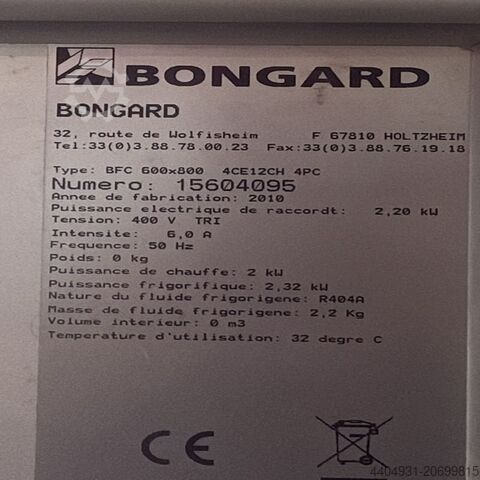 BONGARD
BONGARD
32, route de Wolfisheim F 67810 HOLTZHEIM
Tel:33(0)3.88.78.00.23 Fax:33(0)3.88.76.19.18
Type: BFC 600x800 4CE12CH 4PC
Numero: 15604095
Annee de fabrication: 2010
Puissance electrique de raccordt: 2,20 kW
Tension: 400 V TRI
Intensite: 6,0 A
Frequence: 50 Hz
Poids: 0 kg
Puissance de chauffe: 2 kW
Puissance frigorifique: 2,32 kW
Nature du fluide frigorigene: R404A
Masse de fluide frigorigene: 2,2 Kg
Volume interieur: 0 m3
Temperature d'utilisation: 32 degre C
CE
4404931-20699815